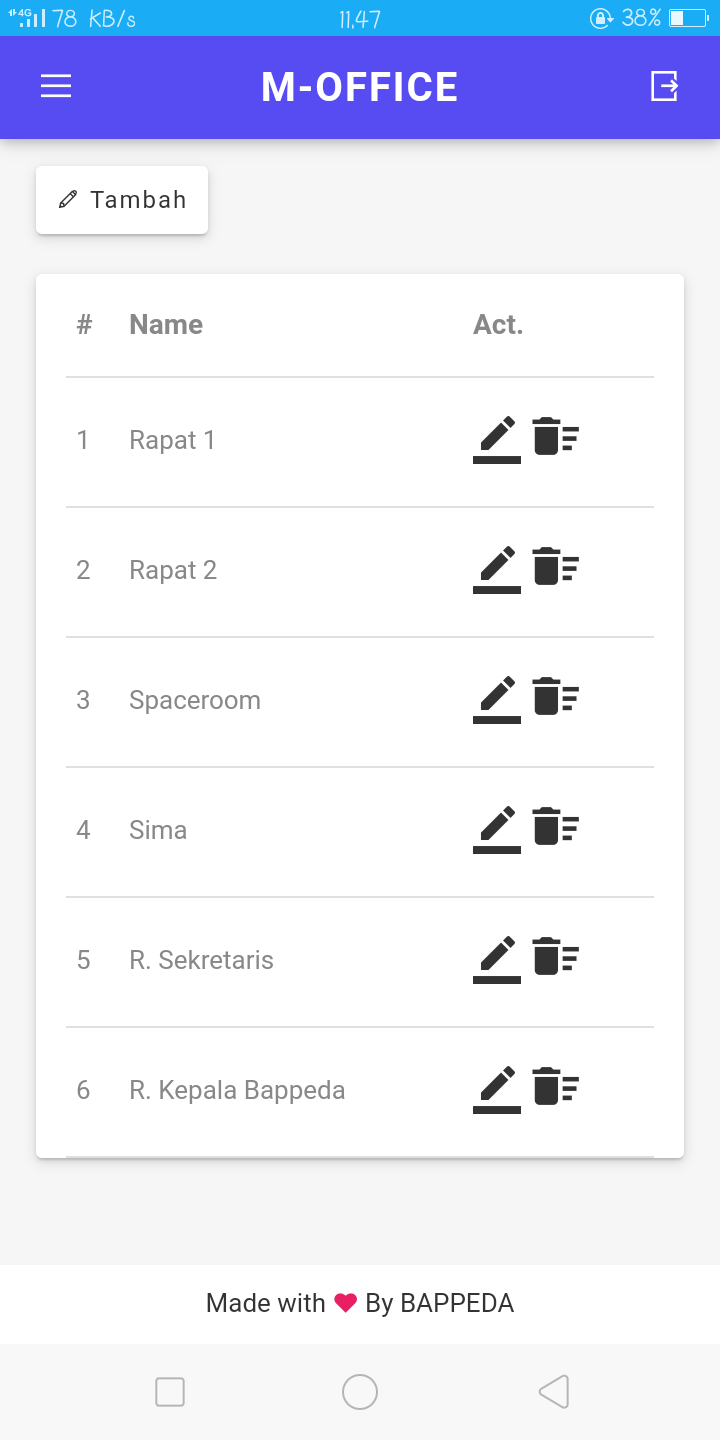 4G 78 KB/s 11.47 38%
M-OFFICE
Tambah
# Name Act.
1 Rapat 1
2 Rapat 2
3 Spaceroom
4 Sima
5 R. Sekretaris
6 R. Kepala Bappeda
Made with ❤ By BAPPEDA